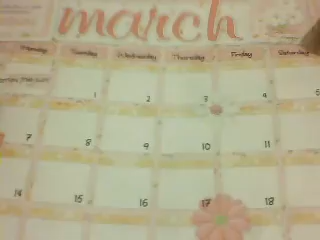 march
Monday Tuesday Wednesday Thursday Friday Saturday
1 2 3 4 5
7 8 9 10 11
14 15 16 17 18